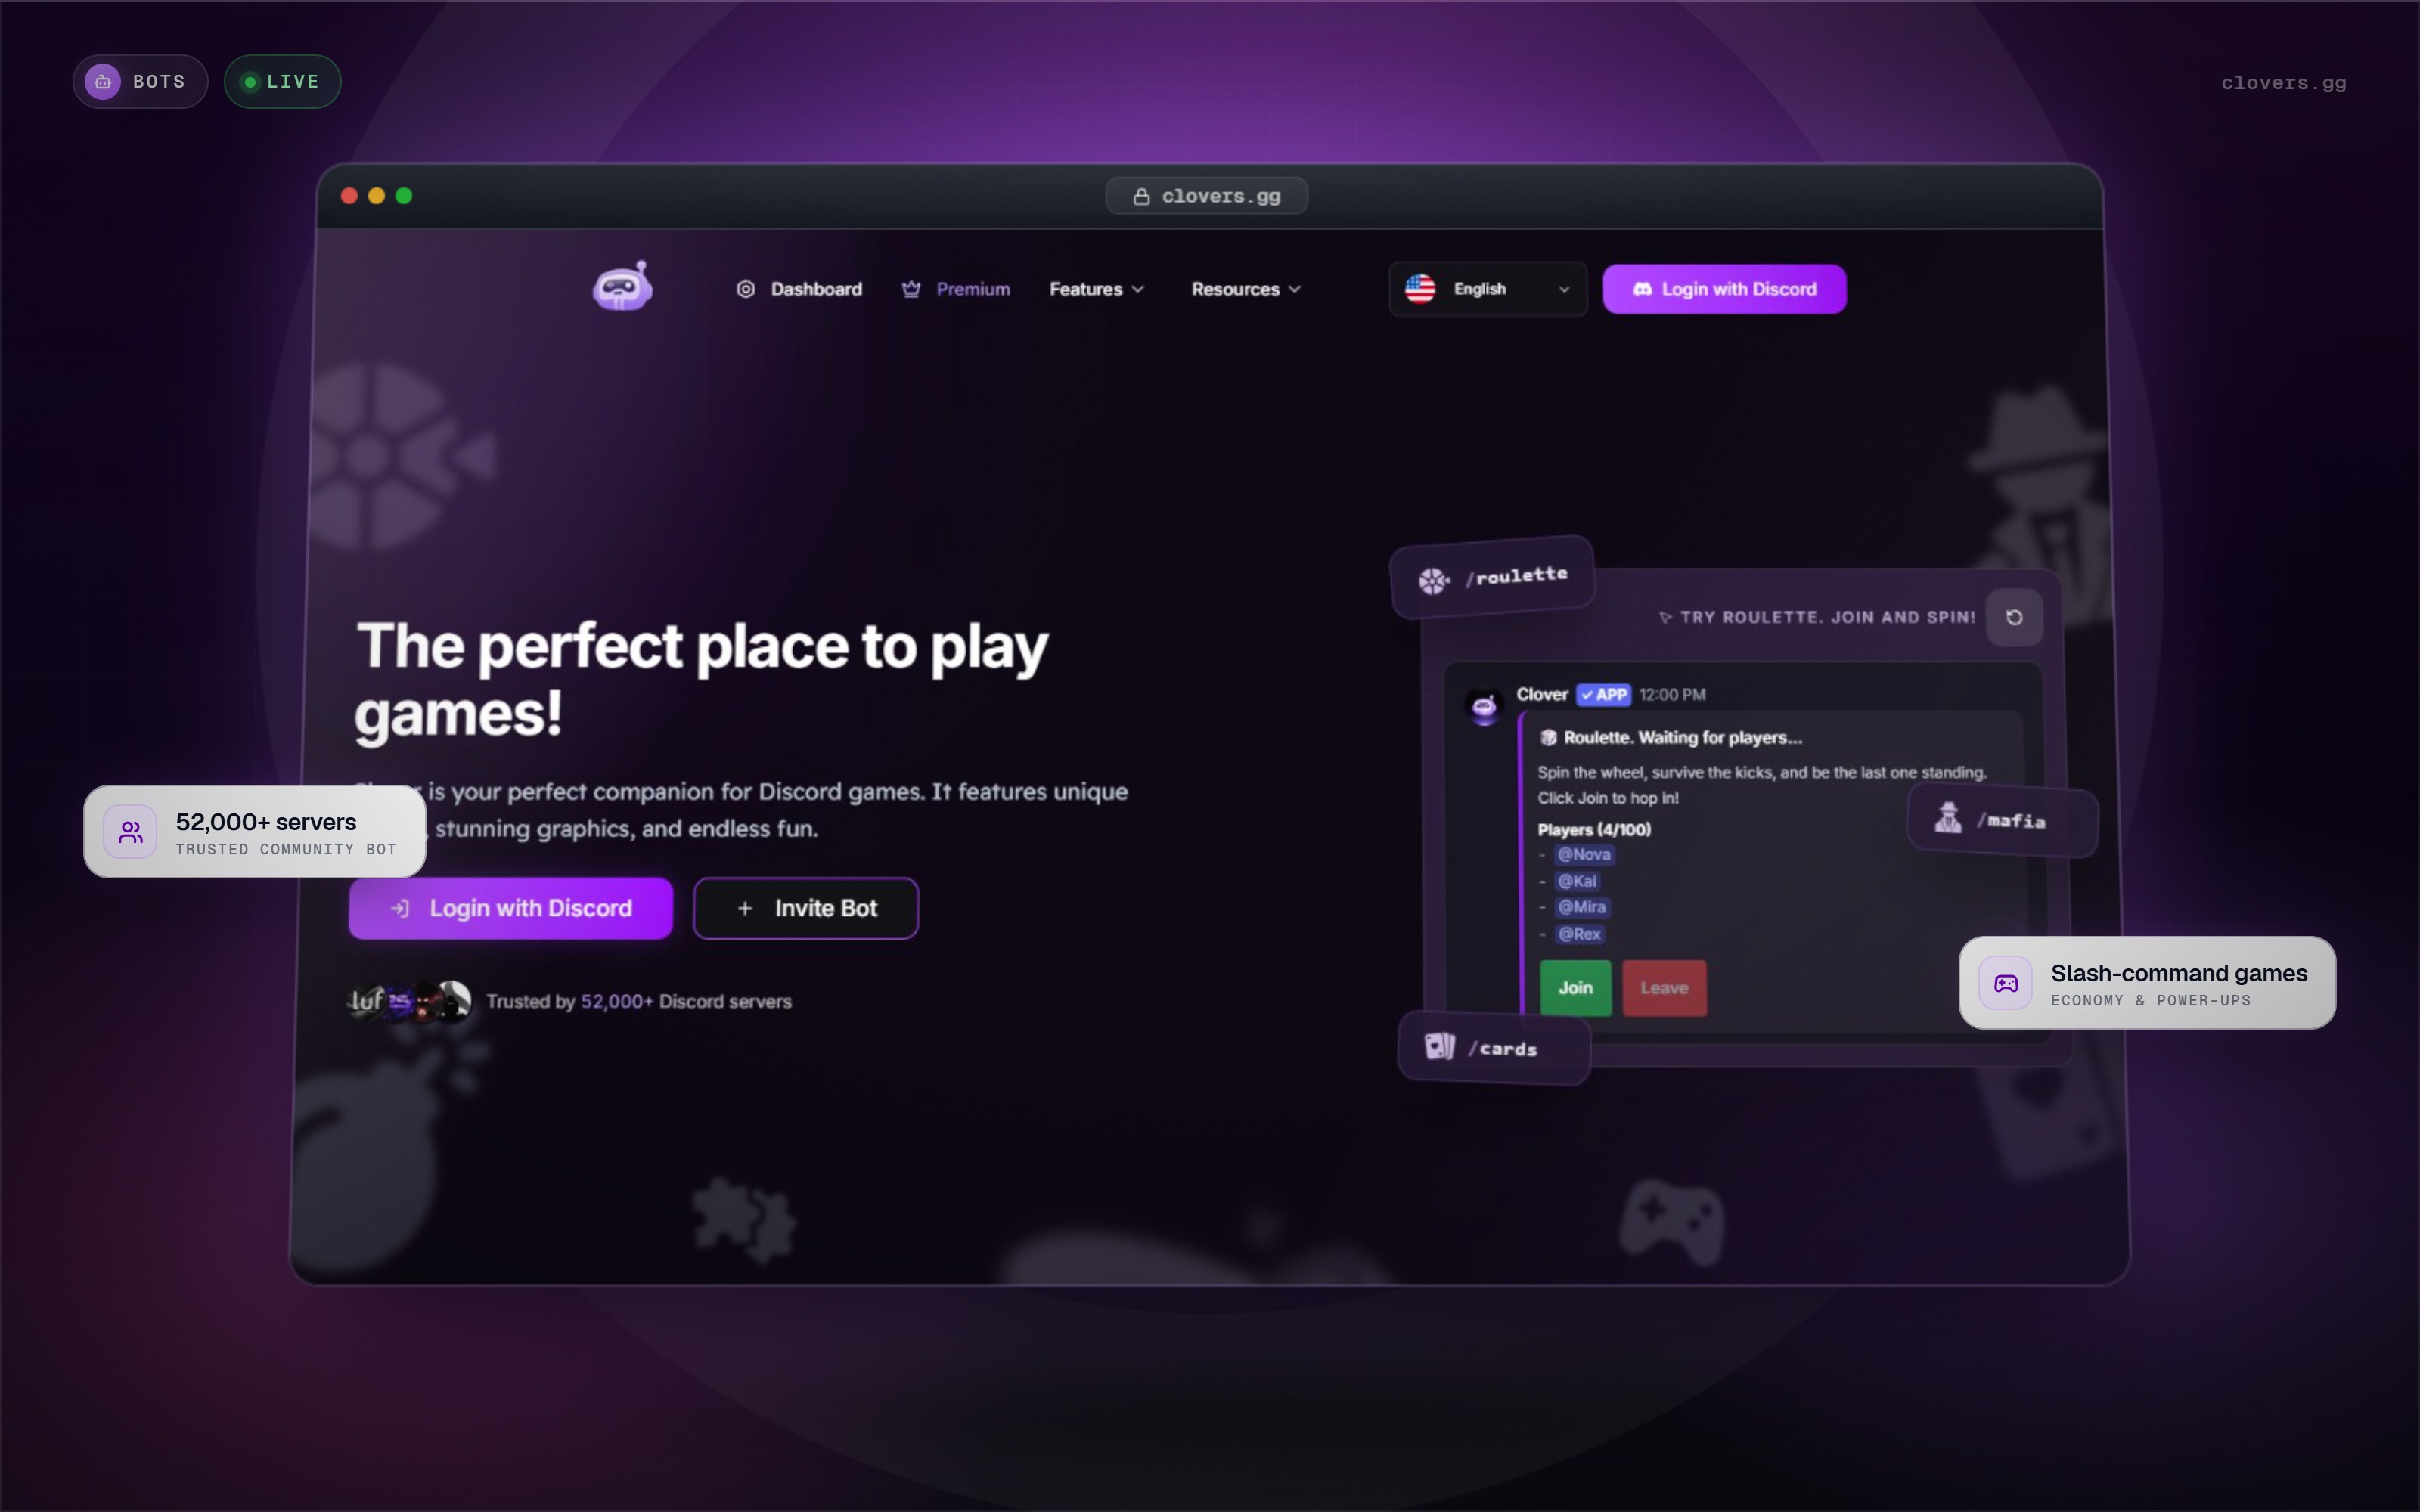 BOTS
LIVE
clovers.gg
clovers.gg
Dashboard
Premium
Features
Resources
English
Login with Discord
/roulette
TRY ROULETTE. JOIN AND SPIN!
The perfect place to play
games!
is your perfect companion for Discord games. It features unique
, stunning graphics, and endless fun.
52,000+ servers
TRUSTED COMMUNITY BOT
Login with Discord
Invite Bot
Trusted by 52,000+ Discord servers
Clover APP 12:00 PM
Roulette. Waiting for players...
Spin the wheel, survive the kicks, and be the last one standing.
Click Join to hop in!
Players (4/100)
- @Nova
- @Kai
- @Mira
- @Rex
Join
Leave
/mafia
/cards
Slash-command games
ECONOMY & POWER-UPS